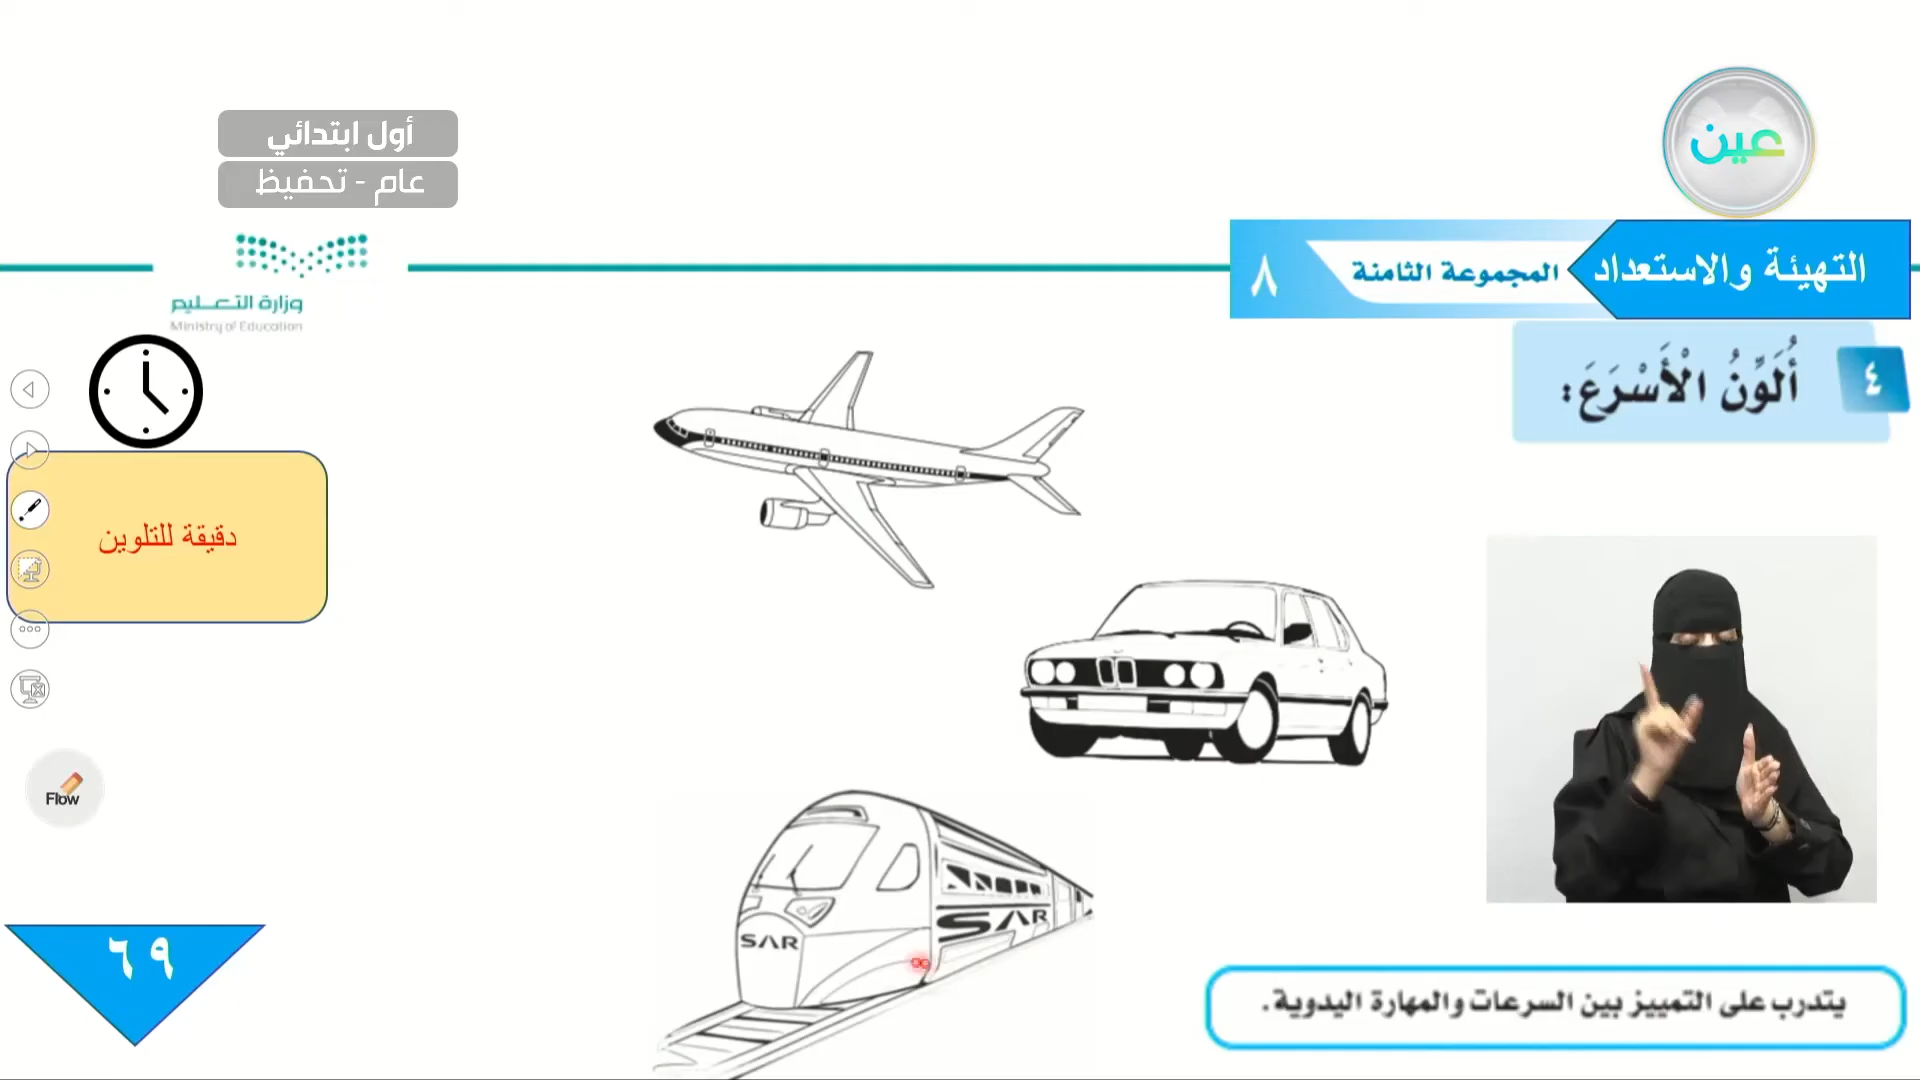 أول ابتدائي
عام - تحفيظ
عين
التهيئة والاستعداد
المجموعة الثامنة
٨
وزارة التعليم
Ministry of Education
٤
أُلَوِّنُ الْأَسْرَعَ:
دقيقة للتلوين
Flow
SAR
SAR
٦٩
يتدرب على التمييز بين السرعات والمهارة اليدوية.